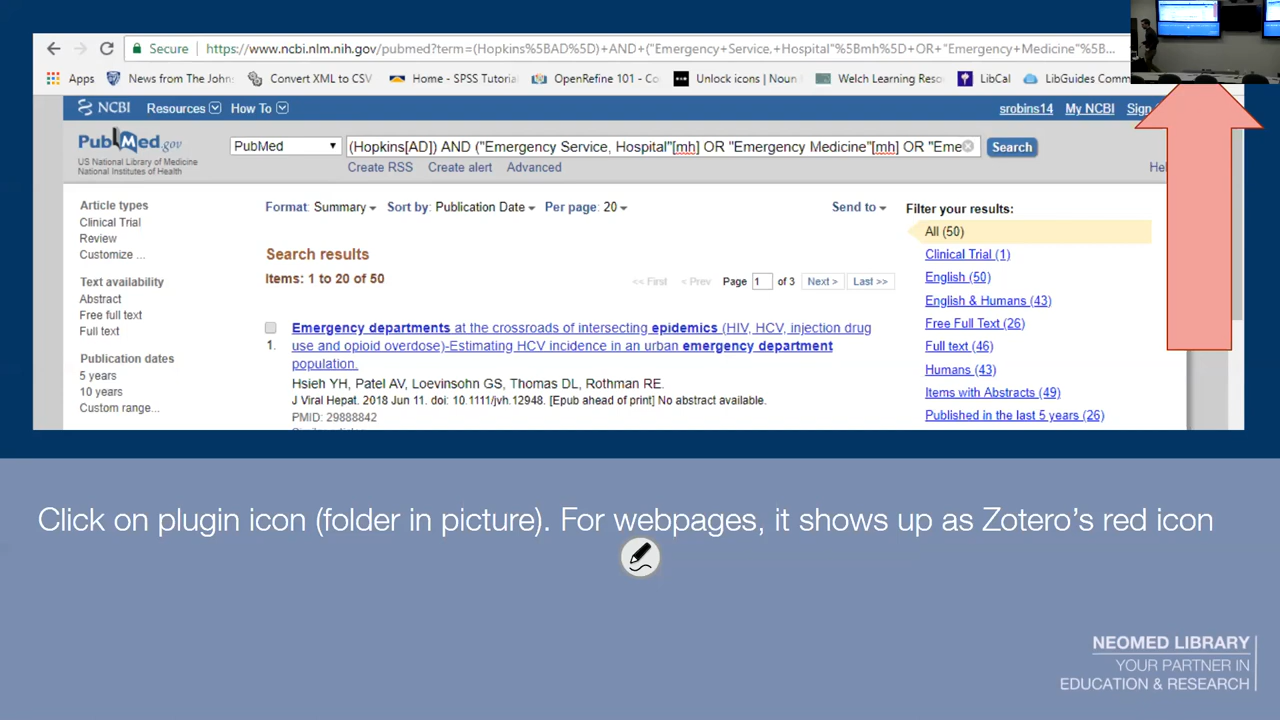 Secure
https://www.ncbi.nlm.nih.gov/pubmed?term=(Hopkins%5BAD%5D)+AND+("Emergency+Service,+Hospital"%5Bmh%5D+OR+"Emergency+Medicine"%5B...
Apps
News from The John
Convert XML to CSV
Home - SPSS Tutorial
OpenRefine 101 - Co
Unlock icons | Noun
Welch Learning Reso
LibCal
LibGuides Comm
NCBI Resources How To
srobins14 My NCBI Sign
PubMed.gov
US National Library of Medicine
National Institutes of Health
PubMed
(Hopkins[AD]) AND ("Emergency Service, Hospital"[mh] OR "Emergency Medicine"[mh] OR "Eme
Search
Create RSS Create alert Advanced
Hel
Article types
Clinical Trial
Review
Customize ...
Text availability
Abstract
Free full text
Full text
Publication dates
5 years
10 years
Custom range...
Format: Summary Sort by: Publication Date Per page: 20
Send to
Search results
Items: 1 to 20 of 50
<< First < Prev Page 1 of 3 Next > Last >>
Emergency departments at the crossroads of intersecting epidemics (HIV, HCV, injection drug
1. use and opioid overdose)-Estimating HCV incidence in an urban emergency department
population.
Hsieh YH, Patel AV, Loevinsohn GS, Thomas DL, Rothman RE.
J Viral Hepat. 2018 Jun 11. doi: 10.1111/jvh.12948. [Epub ahead of print] No abstract available.
PMID: 29888842
Filter your results:
All (50)
Clinical Trial (1)
English (50)
English & Humans (43)
Free Full Text (26)
Full text (46)
Humans (43)
Items with Abstracts (49)
Published in the last 5 years (26)
Click on plugin icon (folder in picture). For webpages, it shows up as Zotero's red icon
NEOMED LIBRARY
YOUR PARTNER IN
EDUCATION & RESEARCH